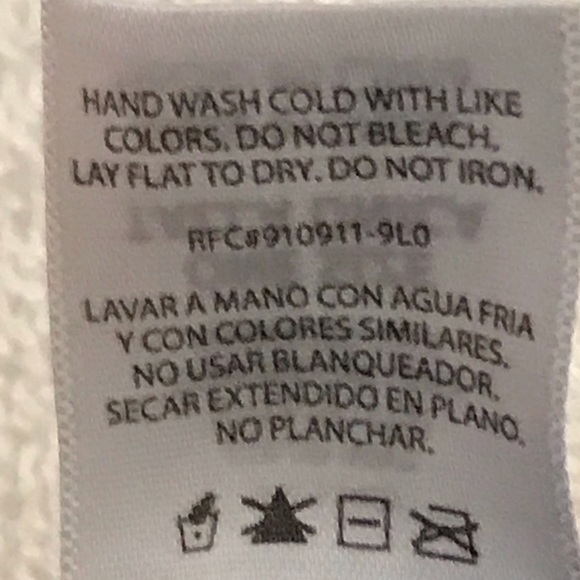 HAND WASH COLD WITH LIKE
COLORS. DO NOT BLEACH.
LAY FLAT TO DRY. DO NOT IRON.
RFC#910911-9L0
LAVAR A MANO CON AGUA FRIA
Y CON COLORES SIMILARES.
NO USAR BLANQUEADOR.
SECAR EXTENDIDO EN PLANO.
NO PLANCHAR.